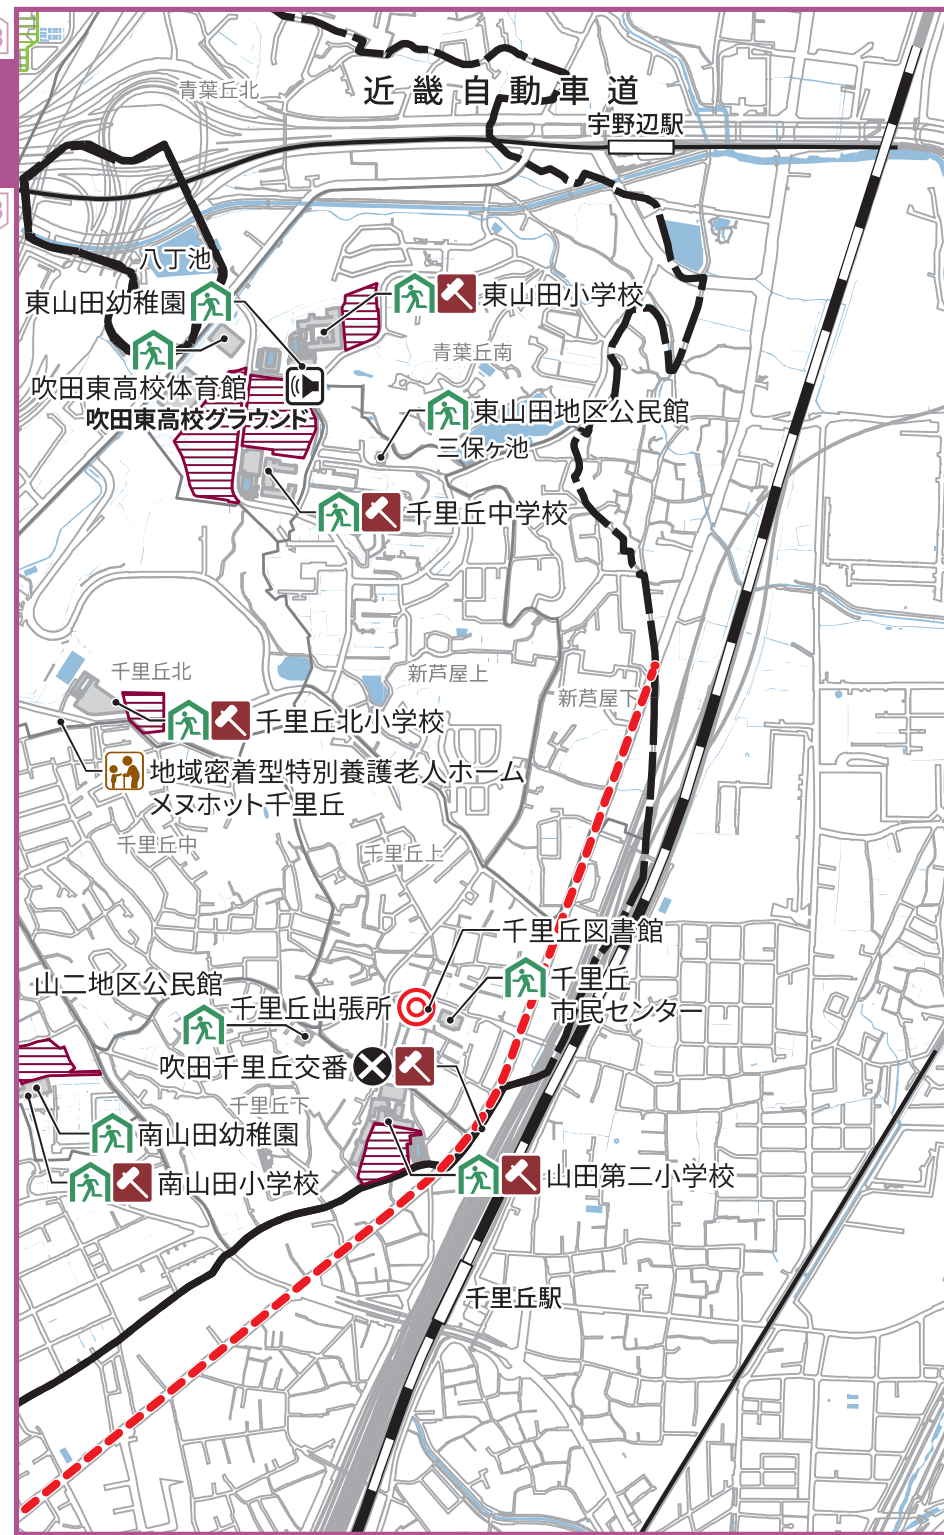 青葉丘北
近畿自動車道
宇野辺駅
八丁池
東山田幼稚園
東山田小学校
青葉丘南
吹田東高校体育館
吹田東高校グラウンド
東山田地区公民館
三保ヶ池
千里丘中学校
千里丘北
新芦屋上
新芦屋下
千里丘北小学校
地域密着型特別養護老人ホーム
メヌホット千里丘
千里丘中
千里丘上
千里丘図書館
山二地区公民館
千里丘出張所
千里丘
市民センター
吹田千里丘交番
千里丘下
南山田幼稚園
南山田小学校
山田第二小学校
千里丘駅